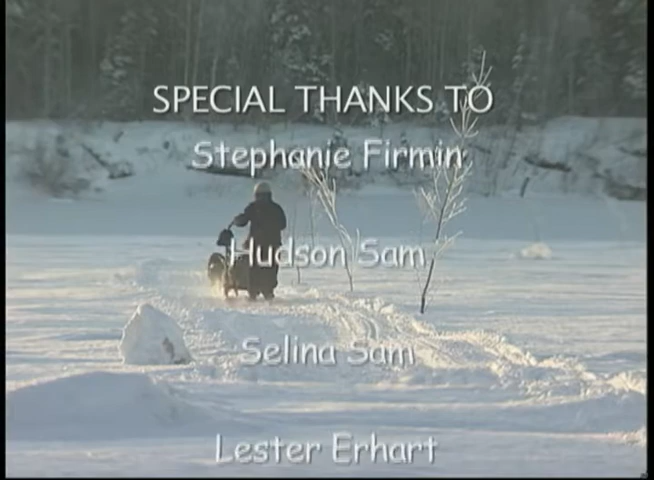 SPECIAL THANKS TO
Stephanie Firmin
Hudson Sam
Selina Sam
Lester Erhart